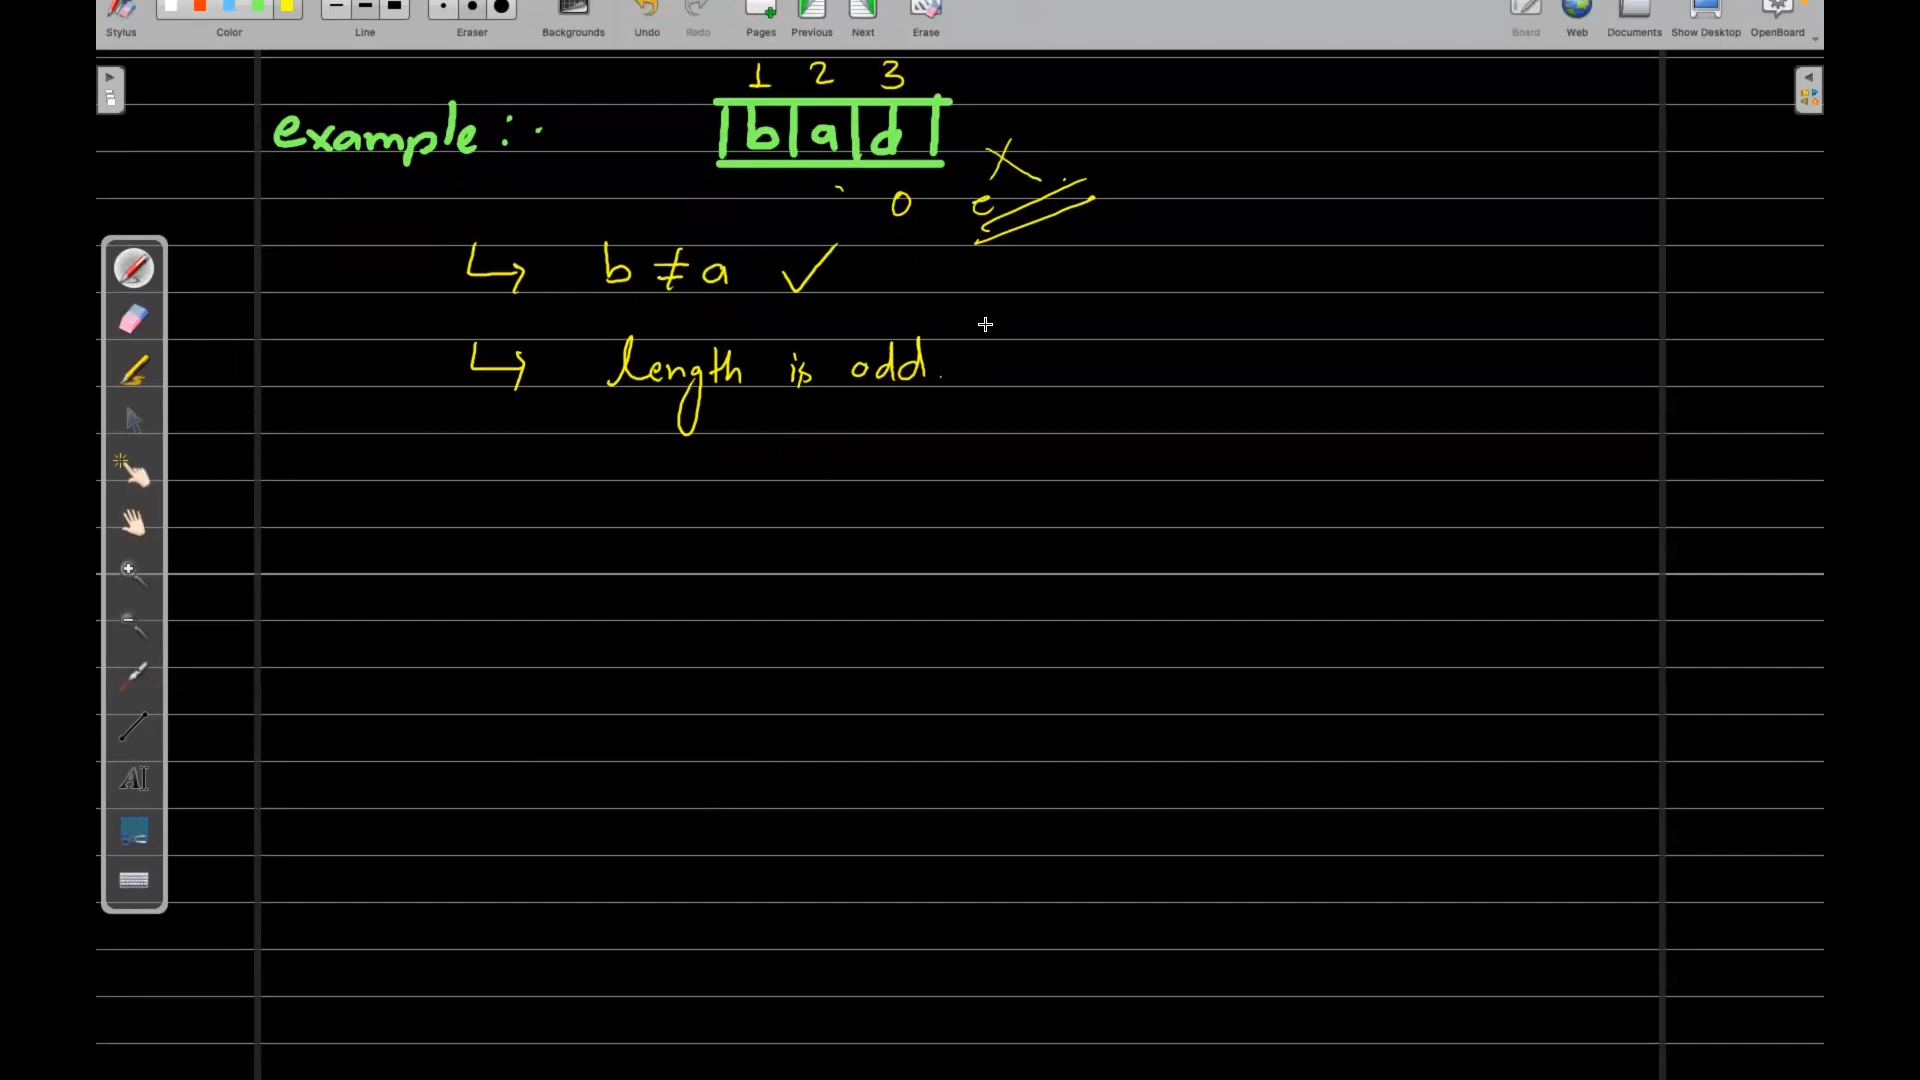 Stylus Color Line Eraser Backgrounds Undo Redo Pages Previous Next Erase Board Web Documents Show Desktop OpenBoard
1 2 3
example : b a d
X
0 e
↳ b ≠ a ✓
↳ length is odd.
AI